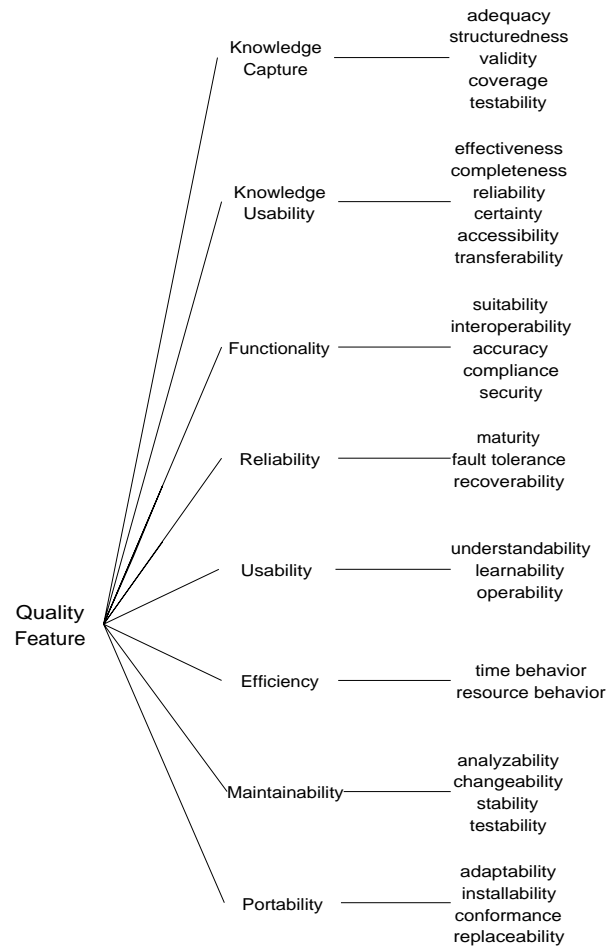 Quality
Feature
Knowledge
Capture
adequacy
structuredness
validity
coverage
testability
Knowledge
Usability
effectiveness
completeness
reliability
certainty
accessibility
transferability
Functionality
suitability
interoperability
accuracy
compliance
security
Reliability
maturity
fault tolerance
recoverability
Usability
understandability
learnability
operability
Efficiency
time behavior
resource behavior
Maintainability
analyzability
changeability
stability
testability
Portability
adaptability
installability
conformance
replaceability